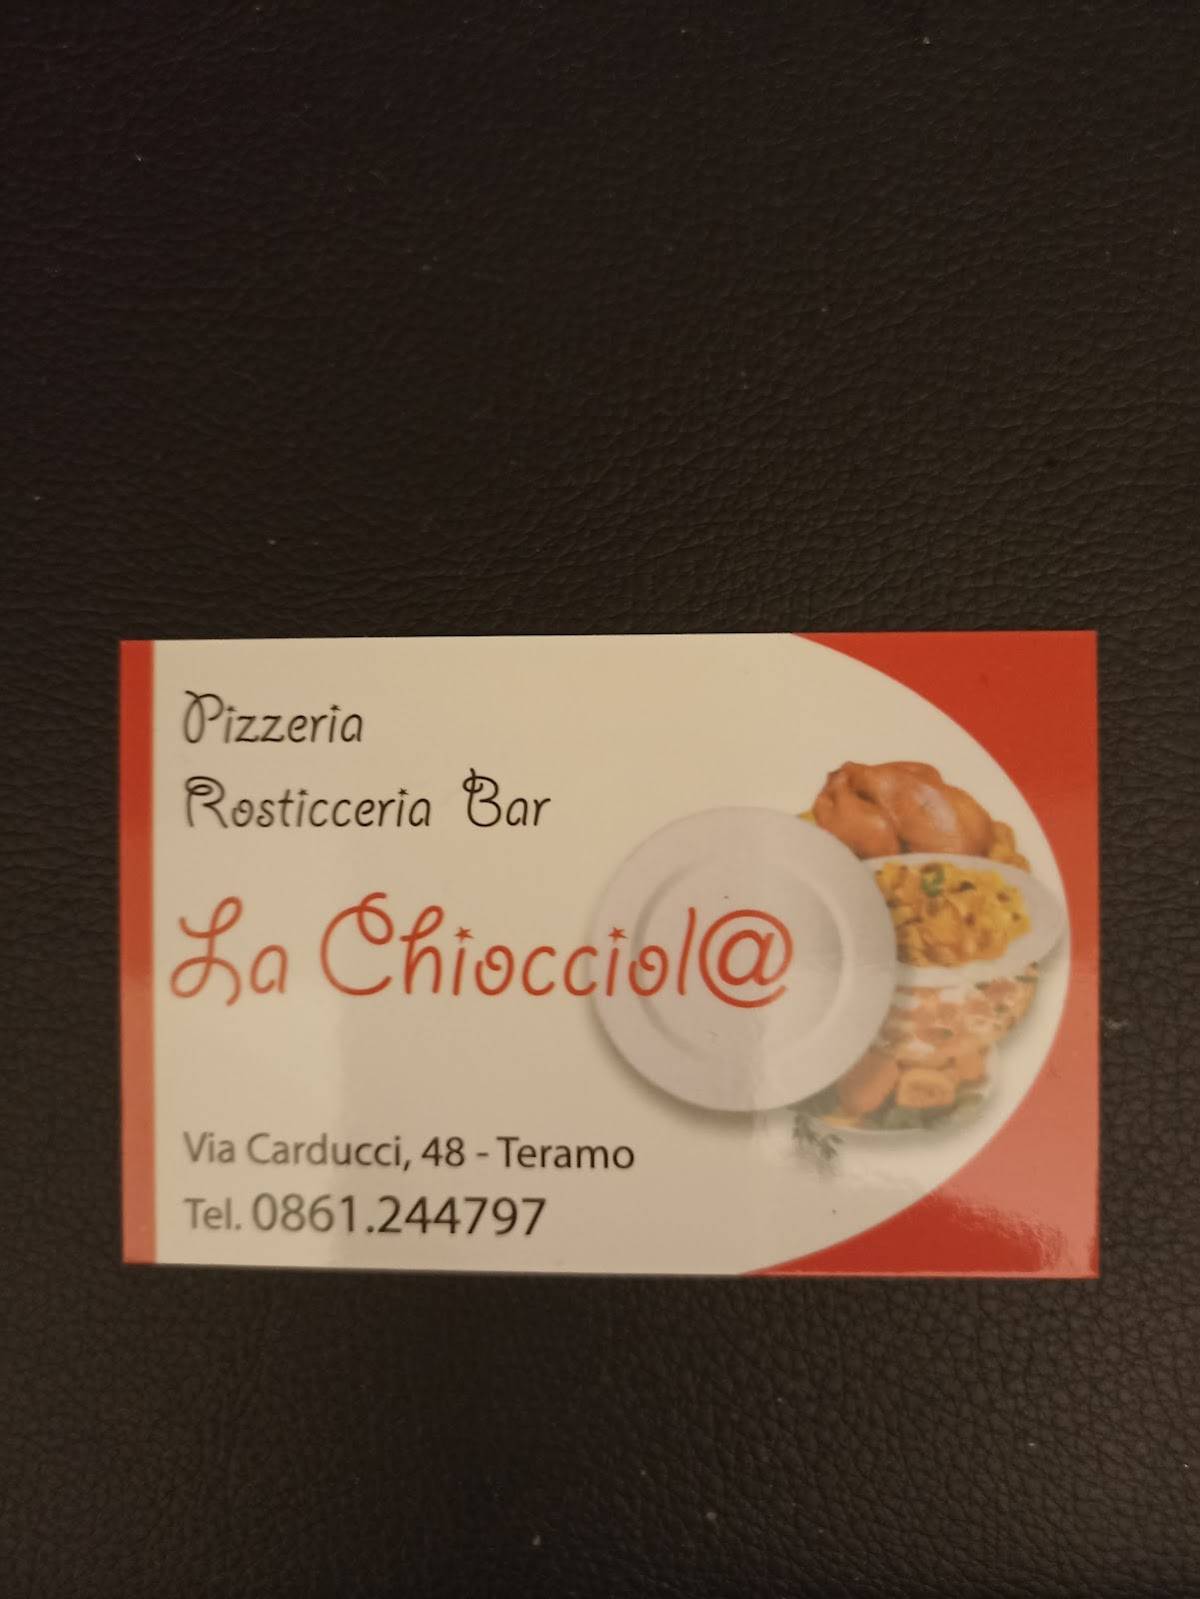 Pizzeria
Rosticceria Bar
La Chiocciol@
Via Carducci, 48 - Teramo
Tel. 0861.244797